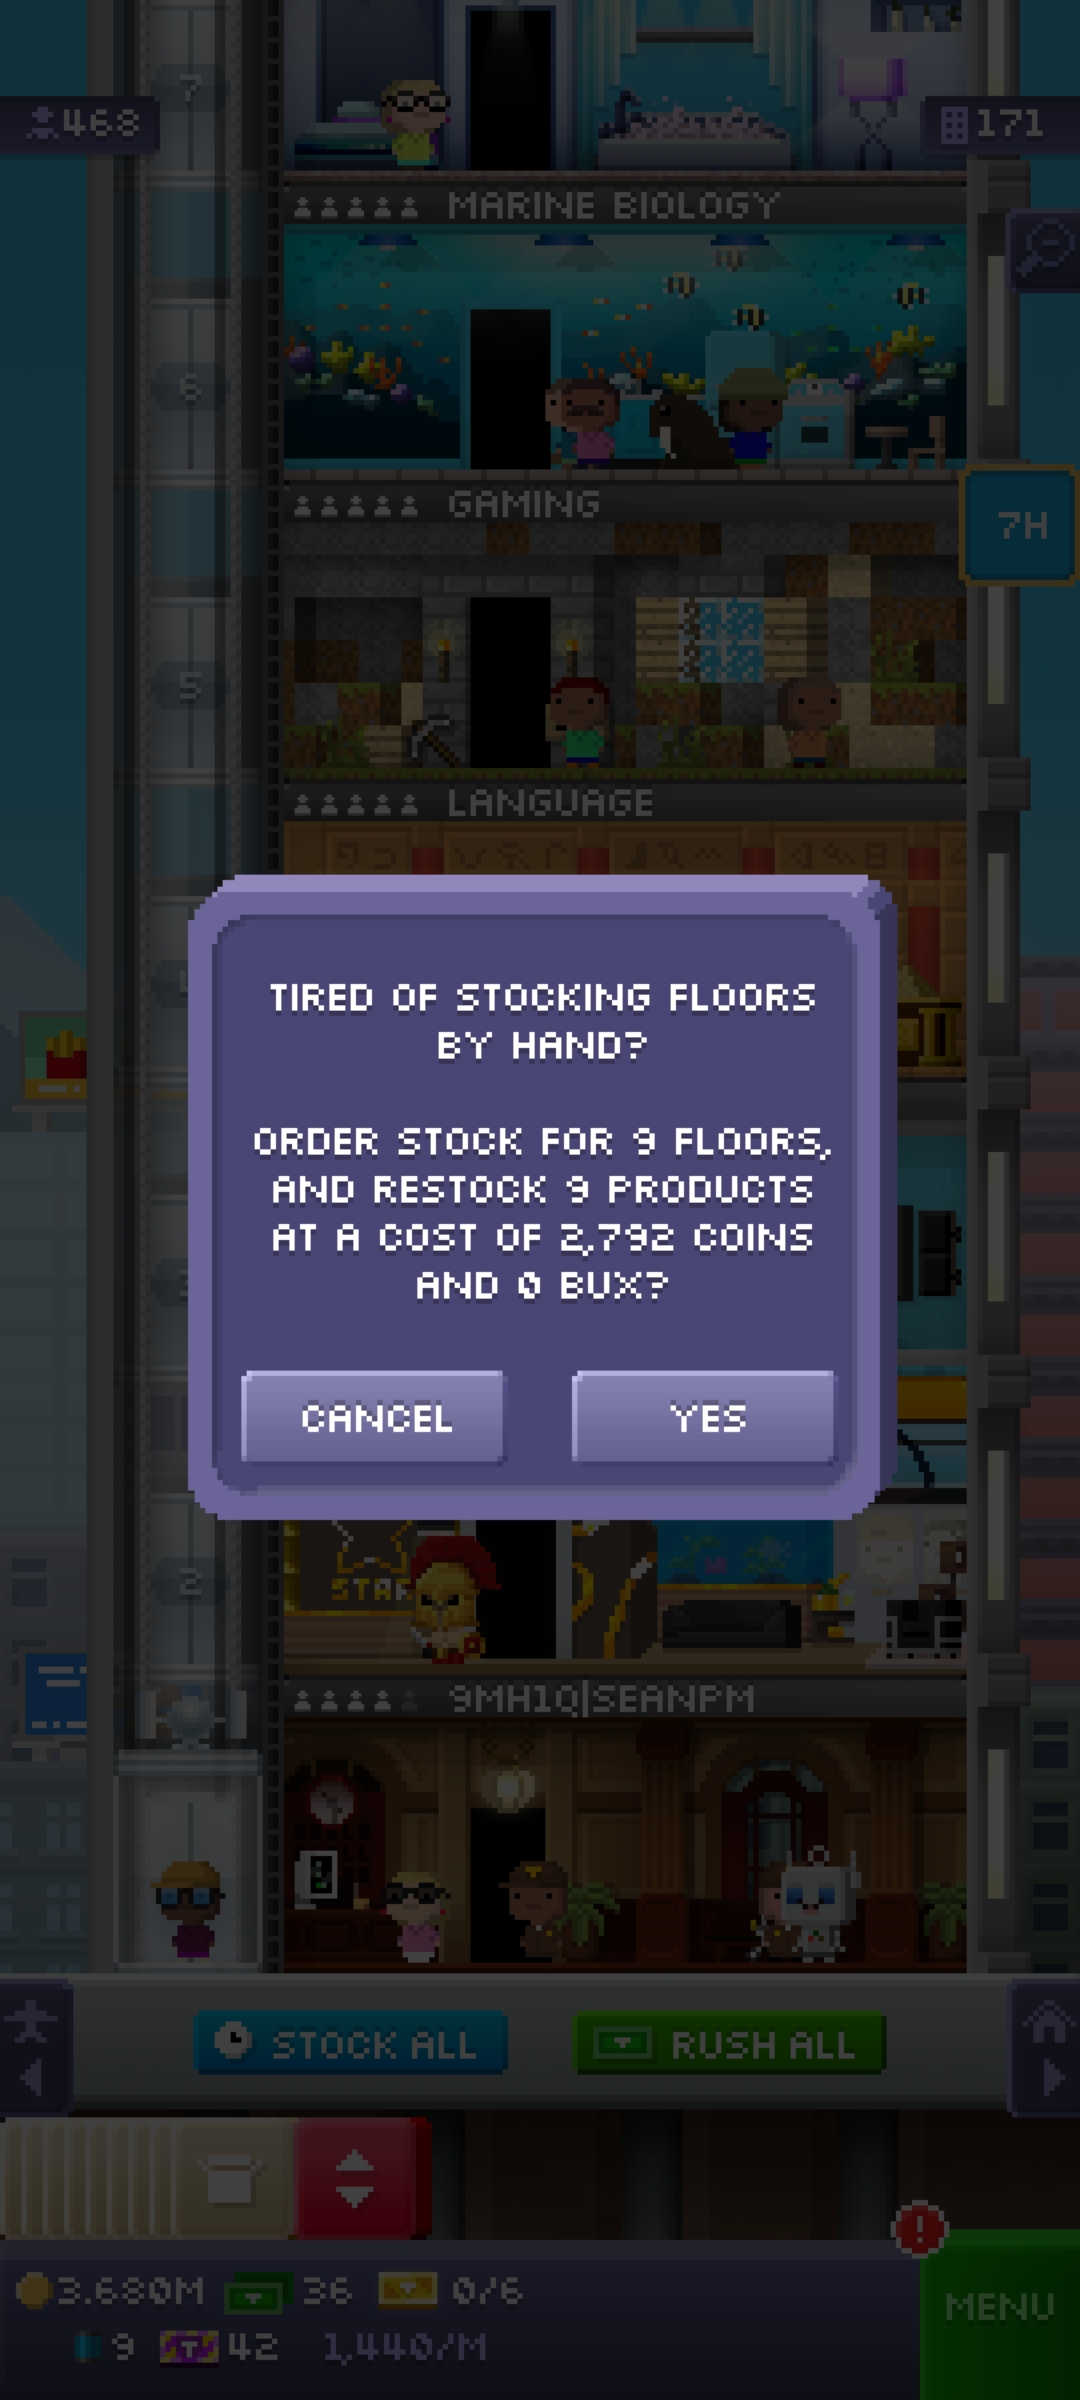 7
468
171
MARINE BIOLOGY
6
GAMING
7H
5
LANGUAGE
TIRED OF STOCKING FLOORS
BY HAND?
ORDER STOCK FOR 9 FLOORS,
AND RESTOCK 9 PRODUCTS
AT A COST OF 2,792 COINS
AND 0 BUX?
CANCEL
YES
2
STAR
9MH1Q|SEANPM
STOCK ALL
RUSH ALL
3.680M
36
0/6
MENU
9
42
1,440/M